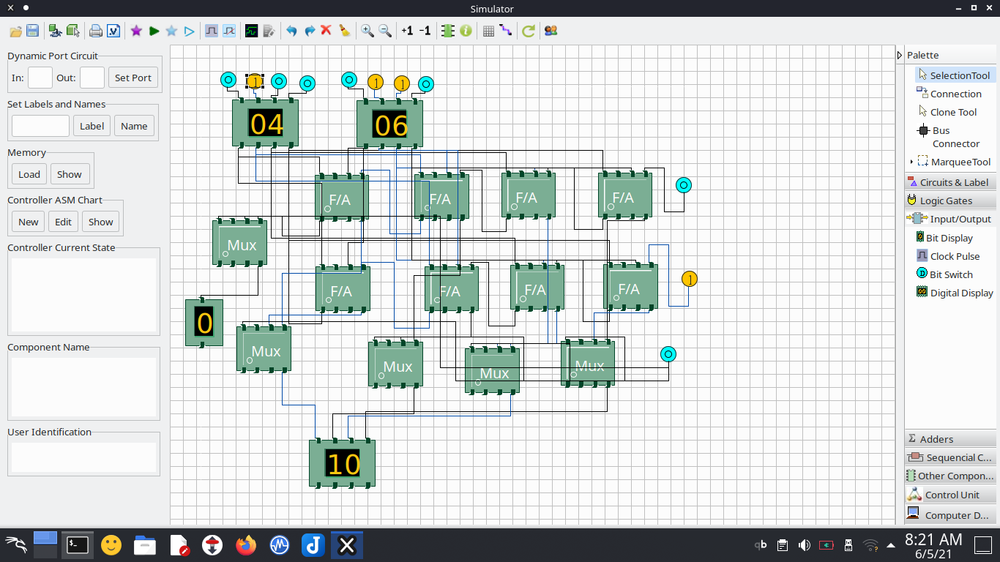 Simulator
+1 -1
Dynamic Port Circuit
In: Out: Set Port
Set Labels and Names
Label Name
Memory
Load Show
Controller ASM Chart
New Edit Show
Controller Current State
Component Name
User Identification
1 1 1
04 06
F/A F/A F/A F/A
Mux
F/A F/A F/A F/A
1
0
Mux Mux Mux Mux
10
Palette
SelectionTool
Connection
Clone Tool
Bus
Connector
MarqueeTool
Circuits & Label
Logic Gates
Input/Output
Bit Display
Clock Pulse
Bit Switch
Digital Display
Adders
Sequential C...
Other Compon...
Control Unit
Computer D...
qb
8:21 AM
6/5/21